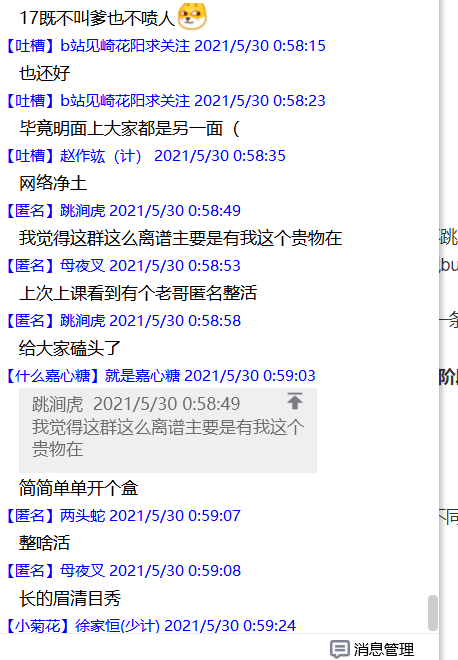 17既不叫爹也不喷人
【吐槽】b站见崎花阳求关注 2021/5/30 0:58:15
也还好
【吐槽】b站见崎花阳求关注 2021/5/30 0:58:23
毕竟明面上大家都是另一面（
【吐槽】赵作竑（计） 2021/5/30 0:58:35
网络净土
【匿名】跳涧虎 2021/5/30 0:58:49
我觉得这群这么离谱主要是有我这个贵物在
【匿名】母夜叉 2021/5/30 0:58:53
上次上课看到有个老哥匿名整活
【匿名】跳涧虎 2021/5/30 0:58:58
给大家磕头了
【什么嘉心糖】就是嘉心糖 2021/5/30 0:59:03
跳涧虎 2021/5/30 0:58:49
我觉得这群这么离谱主要是有我这个
贵物在
简简单单开个盒
【匿名】两头蛇 2021/5/30 0:59:07
整啥活
【匿名】母夜叉 2021/5/30 0:59:08
长的眉清目秀
【小菊花】徐家恒(少计) 2021/5/30 0:59:24
消息管理
跳
,bu
一条
阶
不同